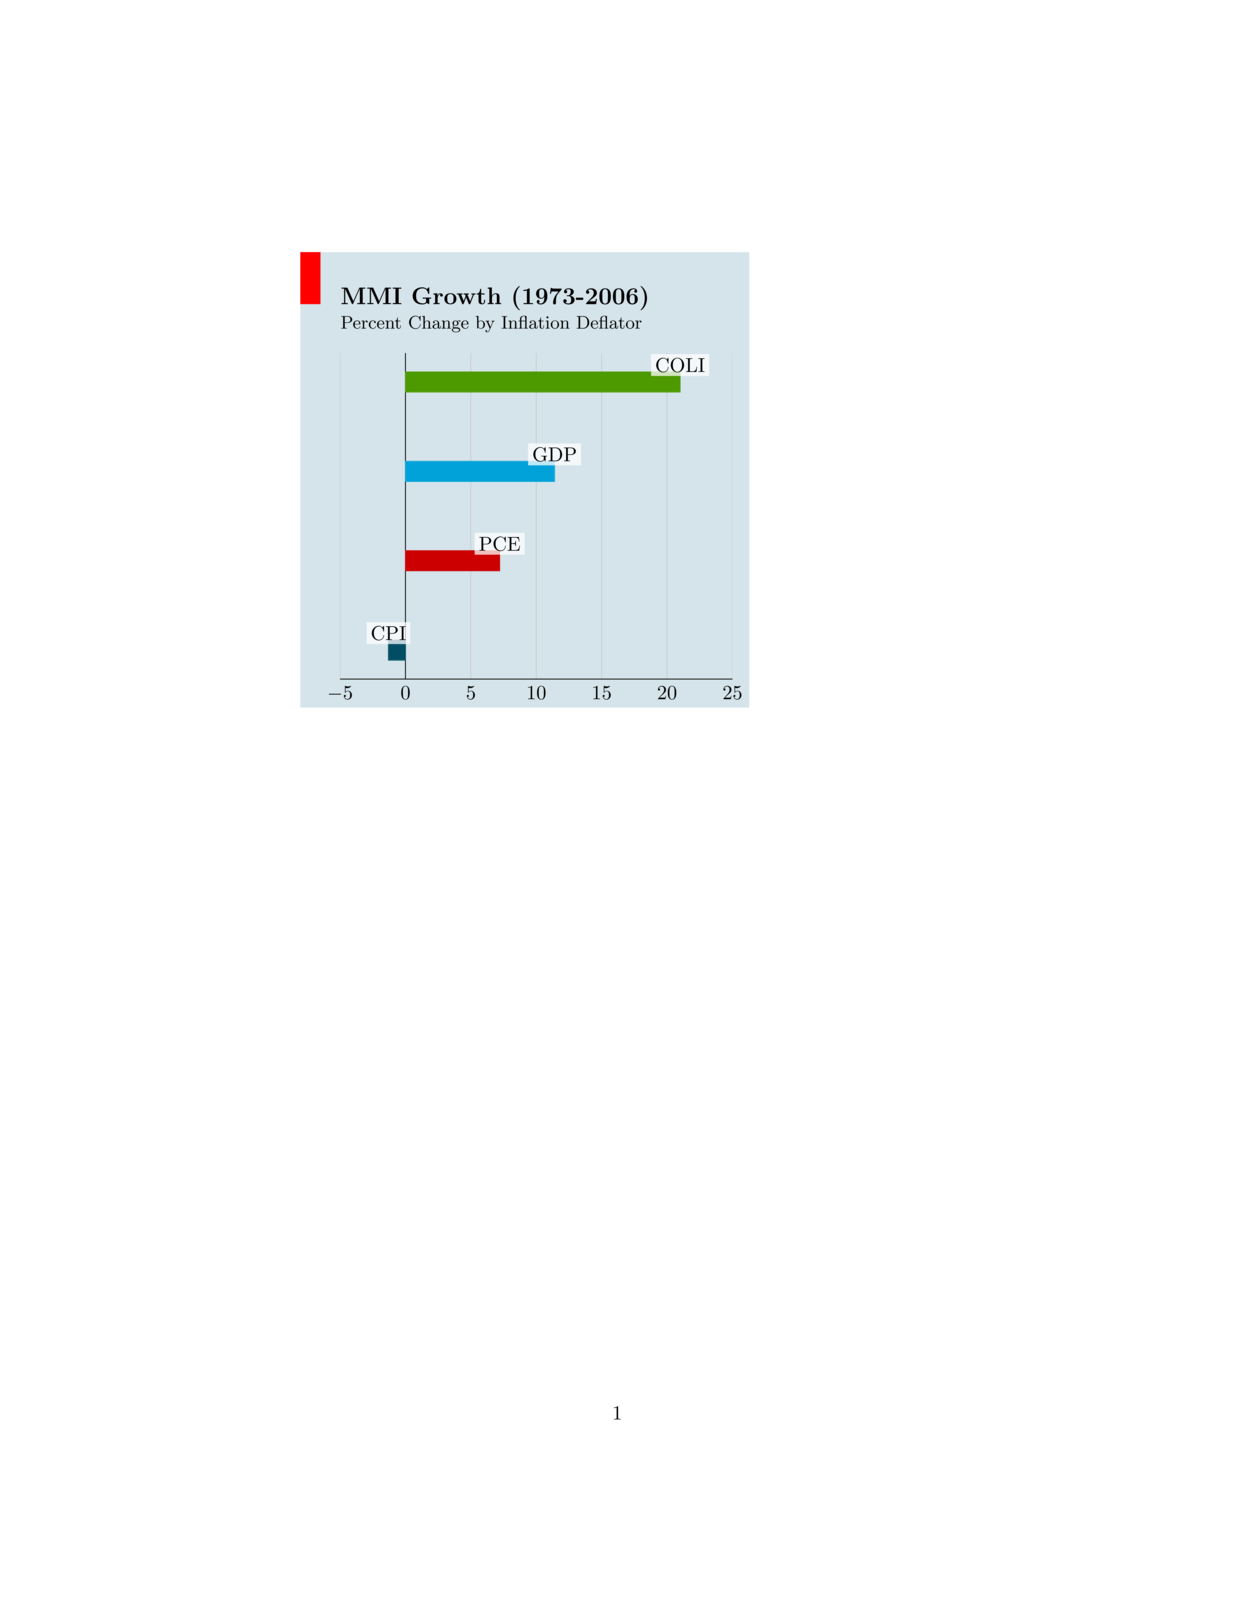 MMI Growth (1973-2006)
Percent Change by Inflation Deflator
COLI
GDP
PCE
CPI
−5 0 5 10 15 20 25
1